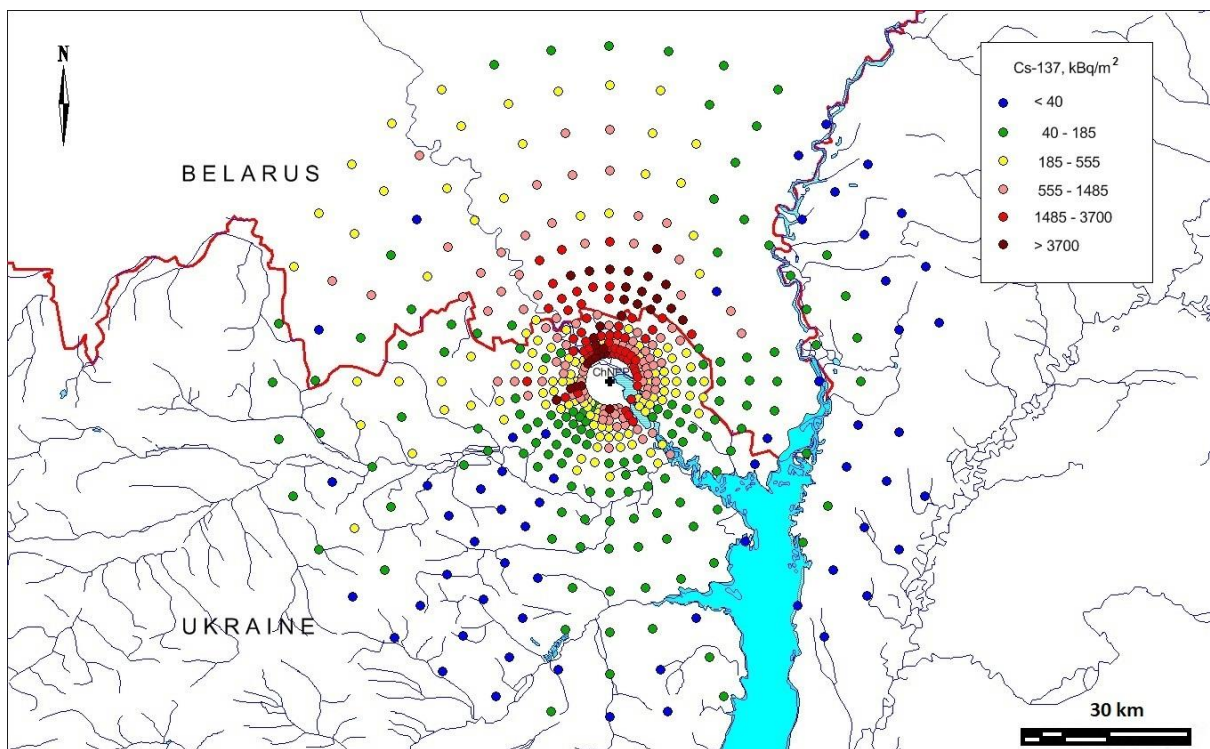 N
Cs-137, kBq/m²
< 40
40 - 185
185 - 555
555 - 1485
1485 - 3700
> 3700
BELARUS
ChNPP
UKRAINE
30 km